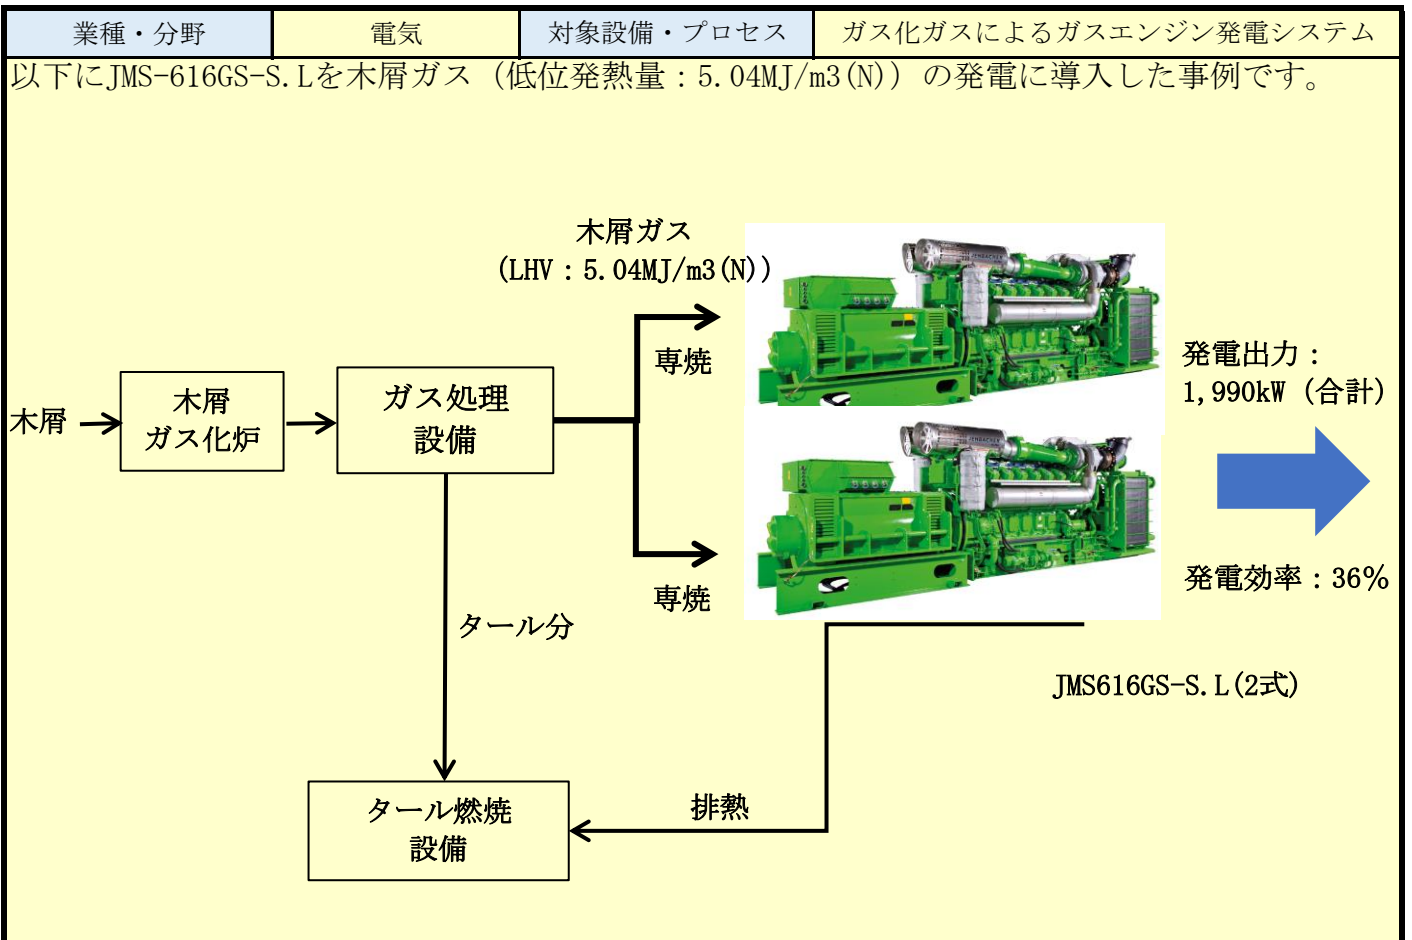 業種・分野
電気
対象設備・プロセス
ガス化ガスによるガスエンジン発電システム
以下にJMS-616GS-S.Lを木屑ガス（低位発熱量：5.04MJ/m3(N)）の発電に導入した事例です。
木屑ガス
(LHV：5.04MJ/m3(N))
専焼
木屑
木屑
ガス化炉
ガス処理
設備
JENBACHER
発電出力：
1,990kW（合計）
JENBACHER
専焼
発電効率：36%
タール分
JMS616GS-S.L(2式)
排熱
タール燃焼
設備